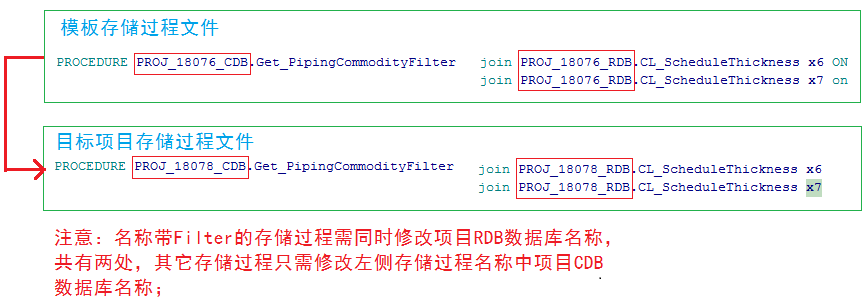 模板存储过程文件
PROCEDURE PROJ_18076_CDB.Get_PipingCommodityFilter join PROJ_18076_RDB.CL_ScheduleThickness x6 ON
join PROJ_18076_RDB.CL_ScheduleThickness x7 on
目标项目存储过程文件
PROCEDURE PROJ_18078_CDB.Get_PipingCommodityFilter join PROJ_18078_RDB.CL_ScheduleThickness x6
join PROJ_18078_RDB.CL_ScheduleThickness x7
注意：名称带Filter的存储过程需同时修改项目RDB数据库名称，
共有两处，其它存储过程只需修改左侧存储过程名称中项目CDB
数据库名称；